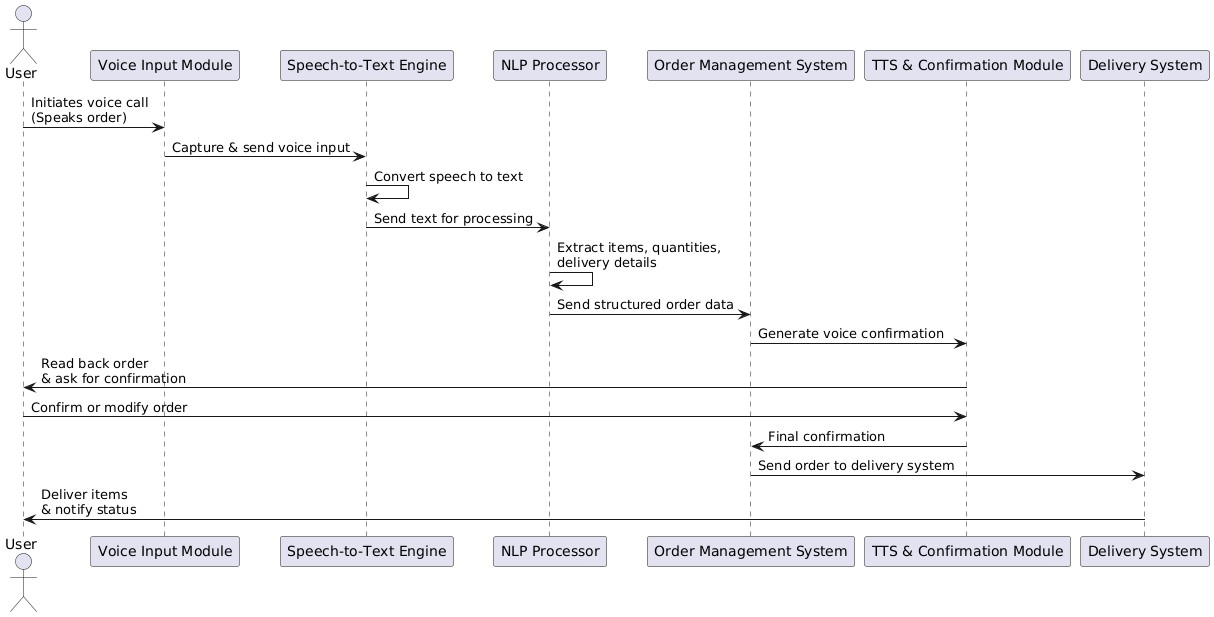 User
Voice Input Module
Speech-to-Text Engine
NLP Processor
Order Management System
TTS & Confirmation Module
Delivery System
Initiates voice call
(Speaks order)
Capture & send voice input
Convert speech to text
Send text for processing
Extract items, quantities,
delivery details
Send structured order data
Generate voice confirmation
Read back order
& ask for confirmation
Confirm or modify order
Final confirmation
Send order to delivery system
Deliver items
& notify status
User
Voice Input Module
Speech-to-Text Engine
NLP Processor
Order Management System
TTS & Confirmation Module
Delivery System